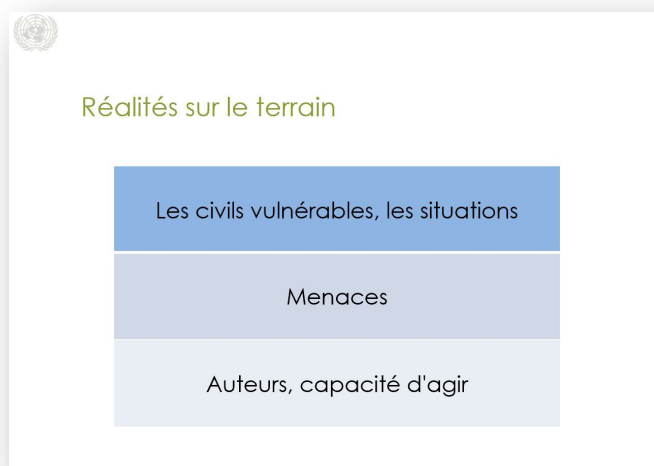 Réalités sur le terrain
Les civils vulnérables, les situations
Menaces
Auteurs, capacité d'agir